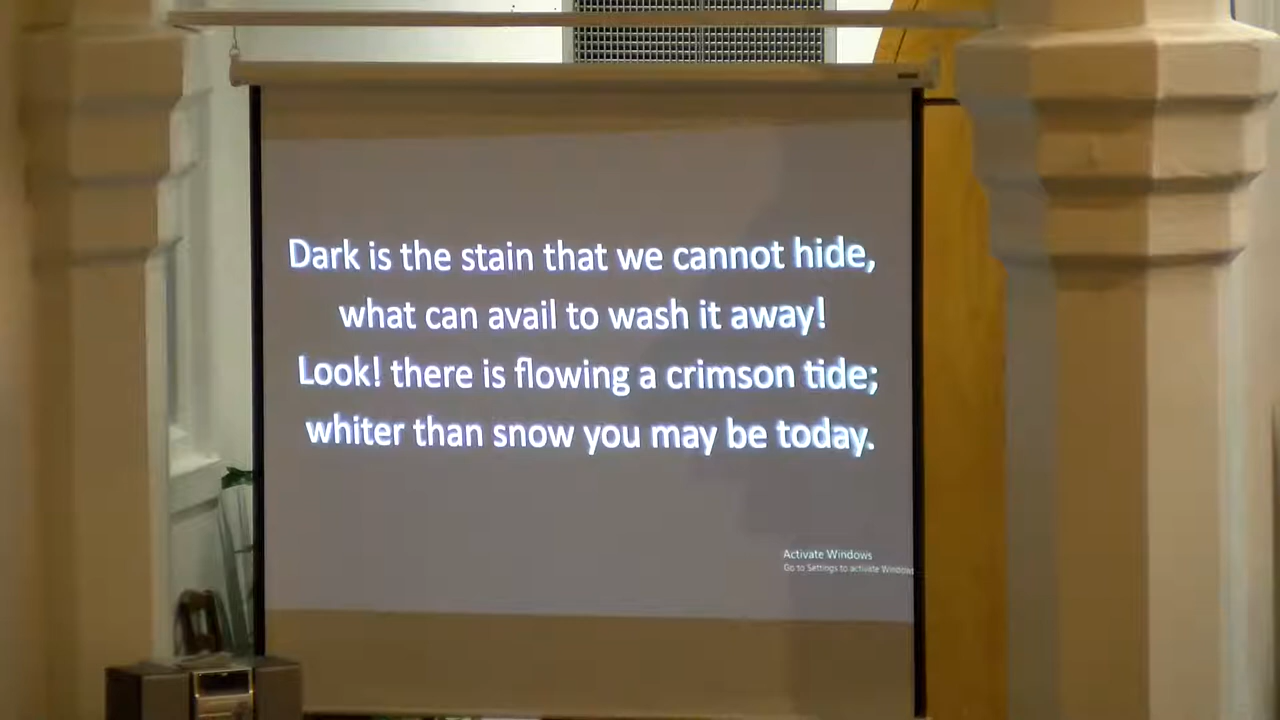 Dark is the stain that we cannot hide,
what can avail to wash it away!
Look! there is flowing a crimson tide;
whiter than snow you may be today.
Activate Windows
Go to Settings to activate Windows